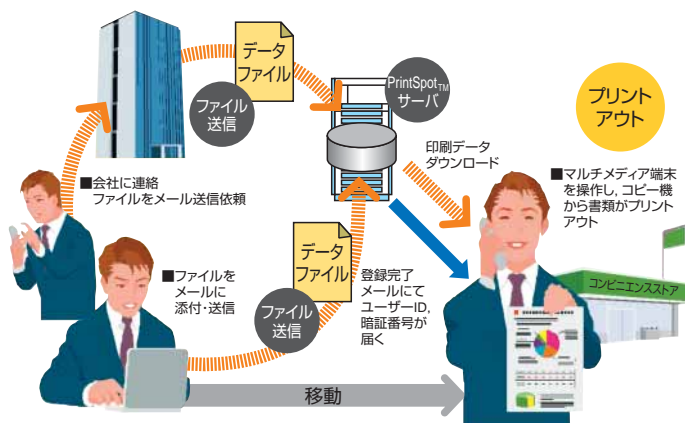 データ
ファイル
ファイル
送信
PrintSpot™
サーバ
プリント
アウト
印刷データ
ダウンロード
■会社に連絡
ファイルをメール送信依頼
■マルチメディア端末
を操作し、コピー機
から書類がプリント
アウト
■ファイルを
メールに
添付・送信
データ
ファイル
ファイル
送信
登録完了
メールにて
ユーザーID,
暗証番号が
届く
コンビニエンスストア
移動